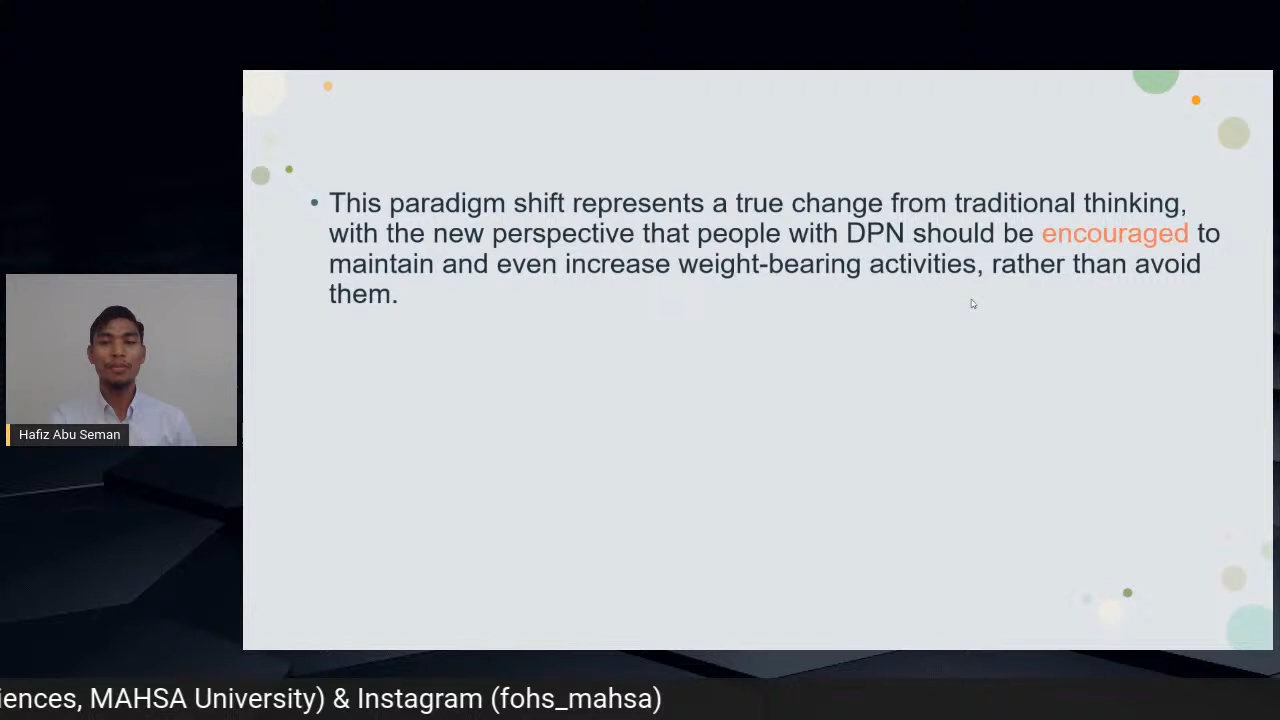 • This paradigm shift represents a true change from traditional thinking,
with the new perspective that people with DPN should be encouraged to
maintain and even increase weight-bearing activities, rather than avoid
them.
Hafiz Abu Seman
iences, MAHSA University) & Instagram (fohs_mahsa)